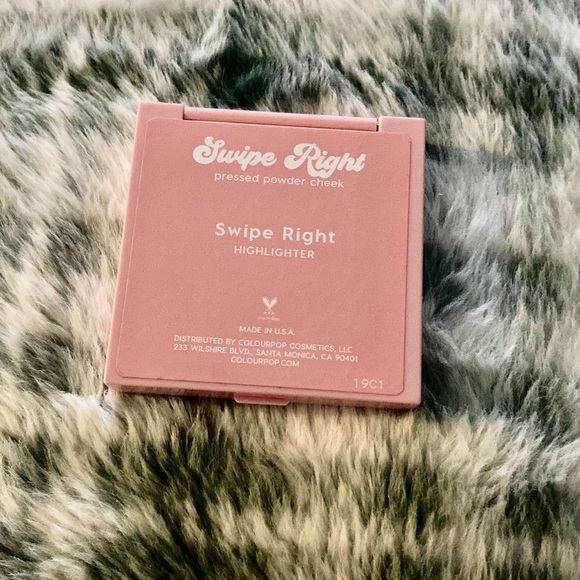 Swipe Right
pressed powder cheek
Swipe Right
HIGHLIGHTER
MADE IN U.S.A.
DISTRIBUTED BY COLOURPOP COSMETICS, LLC
233 WILSHIRE BLVD., SANTA MONICA, CA 90401
COLOURPOP.COM
19C1